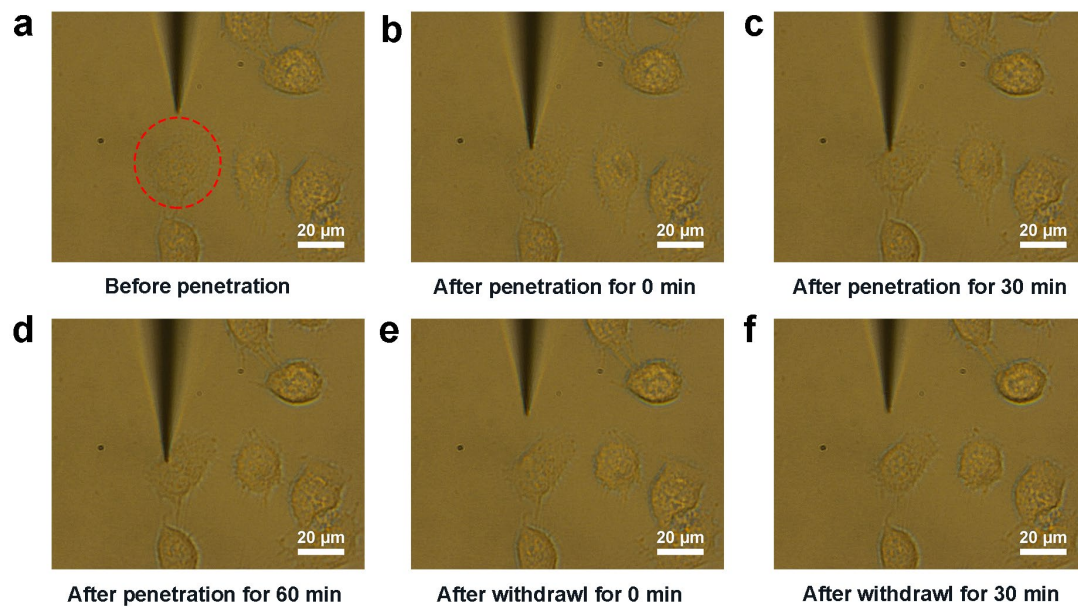 a
b
c
20 µm
20 µm
20 µm
Before penetration
After penetration for 0 min
After penetration for 30 min
d
e
f
20 µm
20 µm
20 µm
After penetration for 60 min
After withdrawl for 0 min
After withdrawl for 30 min